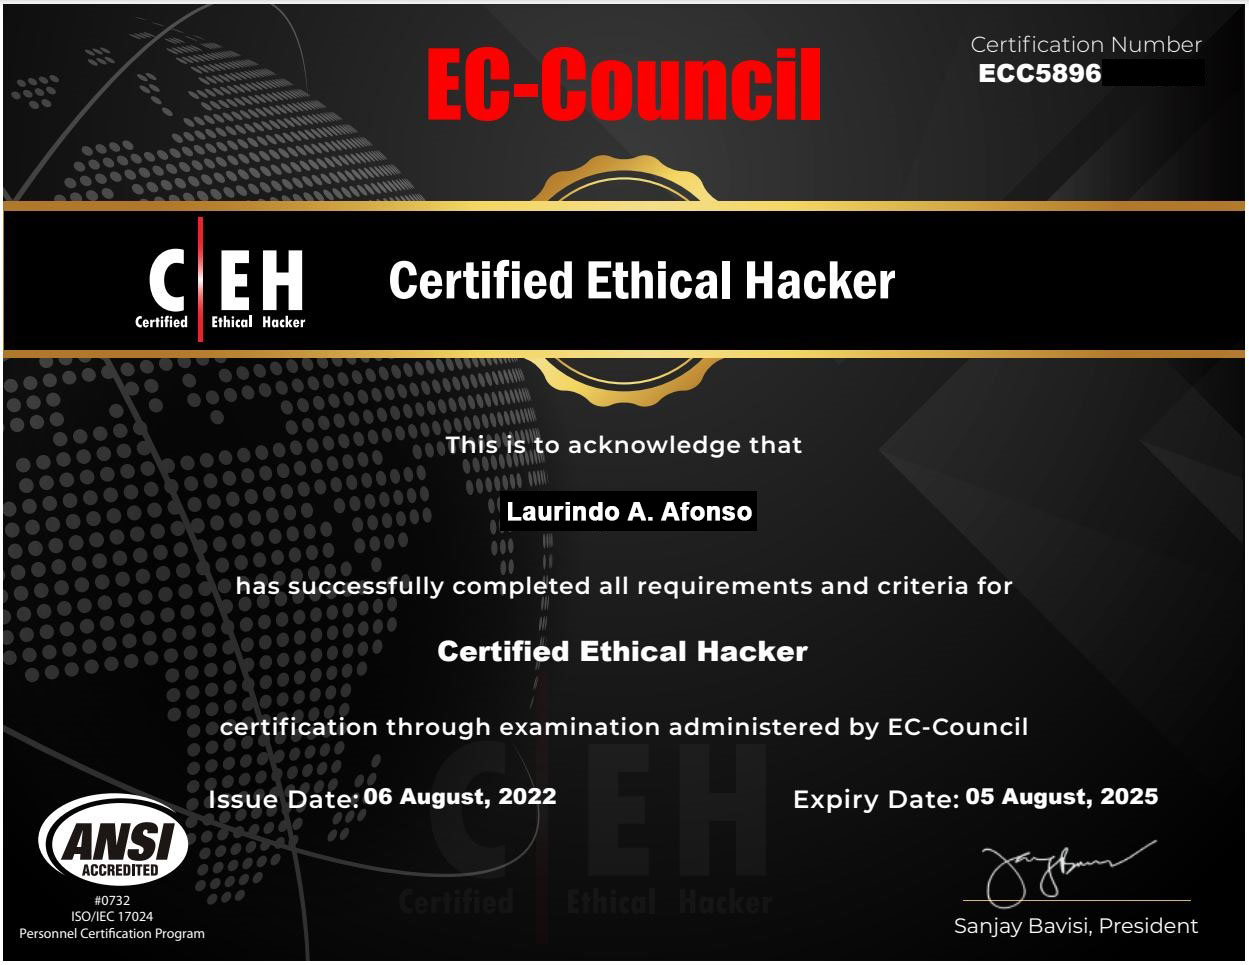 EC-Council
Certification Number
ECC5896
C EH
Certified Ethical Hacker
Certified Ethical Hacker
This is to acknowledge that
Laurindo A. Afonso
has successfully completed all requirements and criteria for
Certified Ethical Hacker
certification through examination administered by EC-Council
Issue Date: 06 August, 2022
Expiry Date: 05 August, 2025
C EH
Certified Ethical Hacker
ANSI
ACCREDITED
#0732
ISO/IEC 17024
Personnel Certification Program
Sanjay Bavisi, President